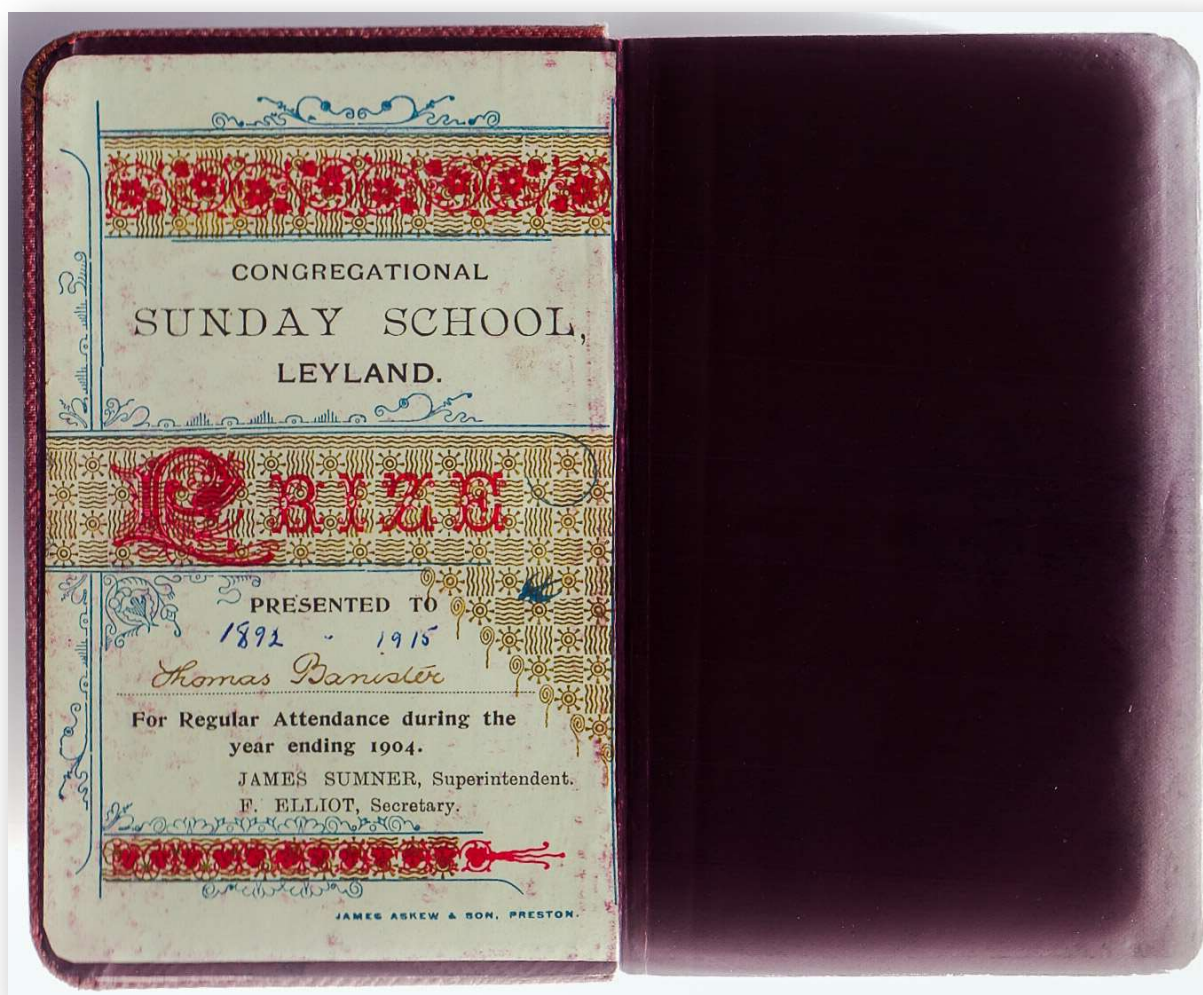 CONGREGATIONAL
SUNDAY SCHOOL,
LEYLAND.
PRIZE
PRESENTED TO
1892 - 1915
Thomas Banister
For Regular Attendance during the
year ending 1904.
JAMES SUMNER, Superintendent.
F. ELLIOT, Secretary.
JAMES ASKEW & SON, PRESTON.